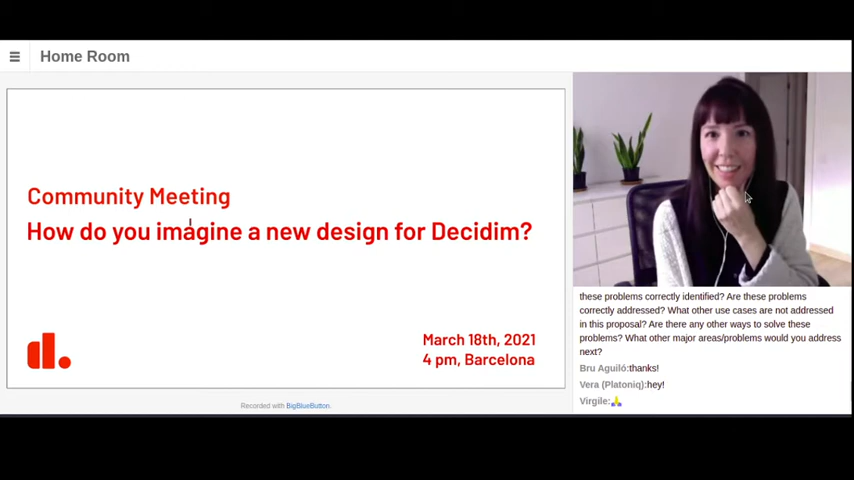 Home Room
Community Meeting
How do you imagine a new design for Decidim?
d.
March 18th, 2021
4 pm, Barcelona
Recorded with BigBlueButton.
these problems correctly identified? Are these problems
correctly addressed? What other use cases are not addressed
in this proposal? Are there any other ways to solve these
problems? What other major areas/problems would you address
next?
Bru Aguiló:thanks!
Vera (Platoniq):hey!
Virgile:🙏